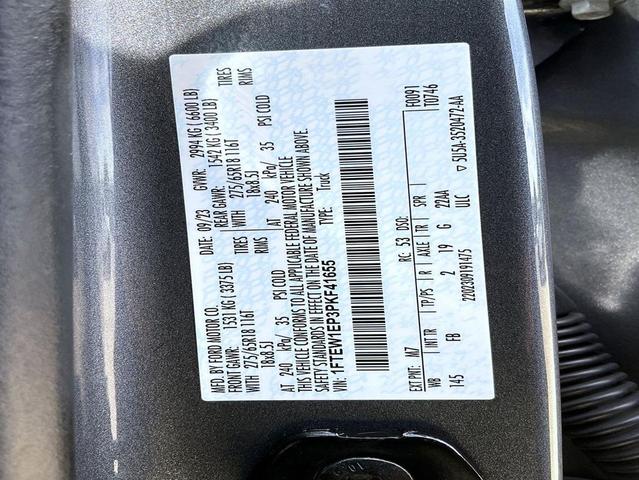 MFD. BY FORD MOTOR CO.
09/23 GVWR: 2994 KG ( 6600 LB)
FRONT GAWR: 1531 KG ( 3375 LB) REAR GAWR: 1542 KG ( 3400 LB)
WITH 275/65R18 116T TIRES WITH 275/65R18 116T TIRES
18x8.5J RIMS 18x8.5J RIMS
AT 240 kPa/ 35 PSI COLD AT 240 kPa/ 35 PSI COLD
THIS VEHICLE CONFORMS TO ALL APPLICABLE FEDERAL MOTOR VEHICLE
SAFETY STANDARDS IN EFFECT ON THE DATE OF MANUFACTURE SHOWN ABOVE.
VIN: 1FTEW1EP3PKF41655 TYPE: Truck
F0091
T0746
EXT PNT: M7 RC: 53 DSO:
WB INT TR TP/PS R AXLE TR SPR
145 FB 2 19 G 224A
2202309191475 ULC ▽ 5U5A-3520472-AA